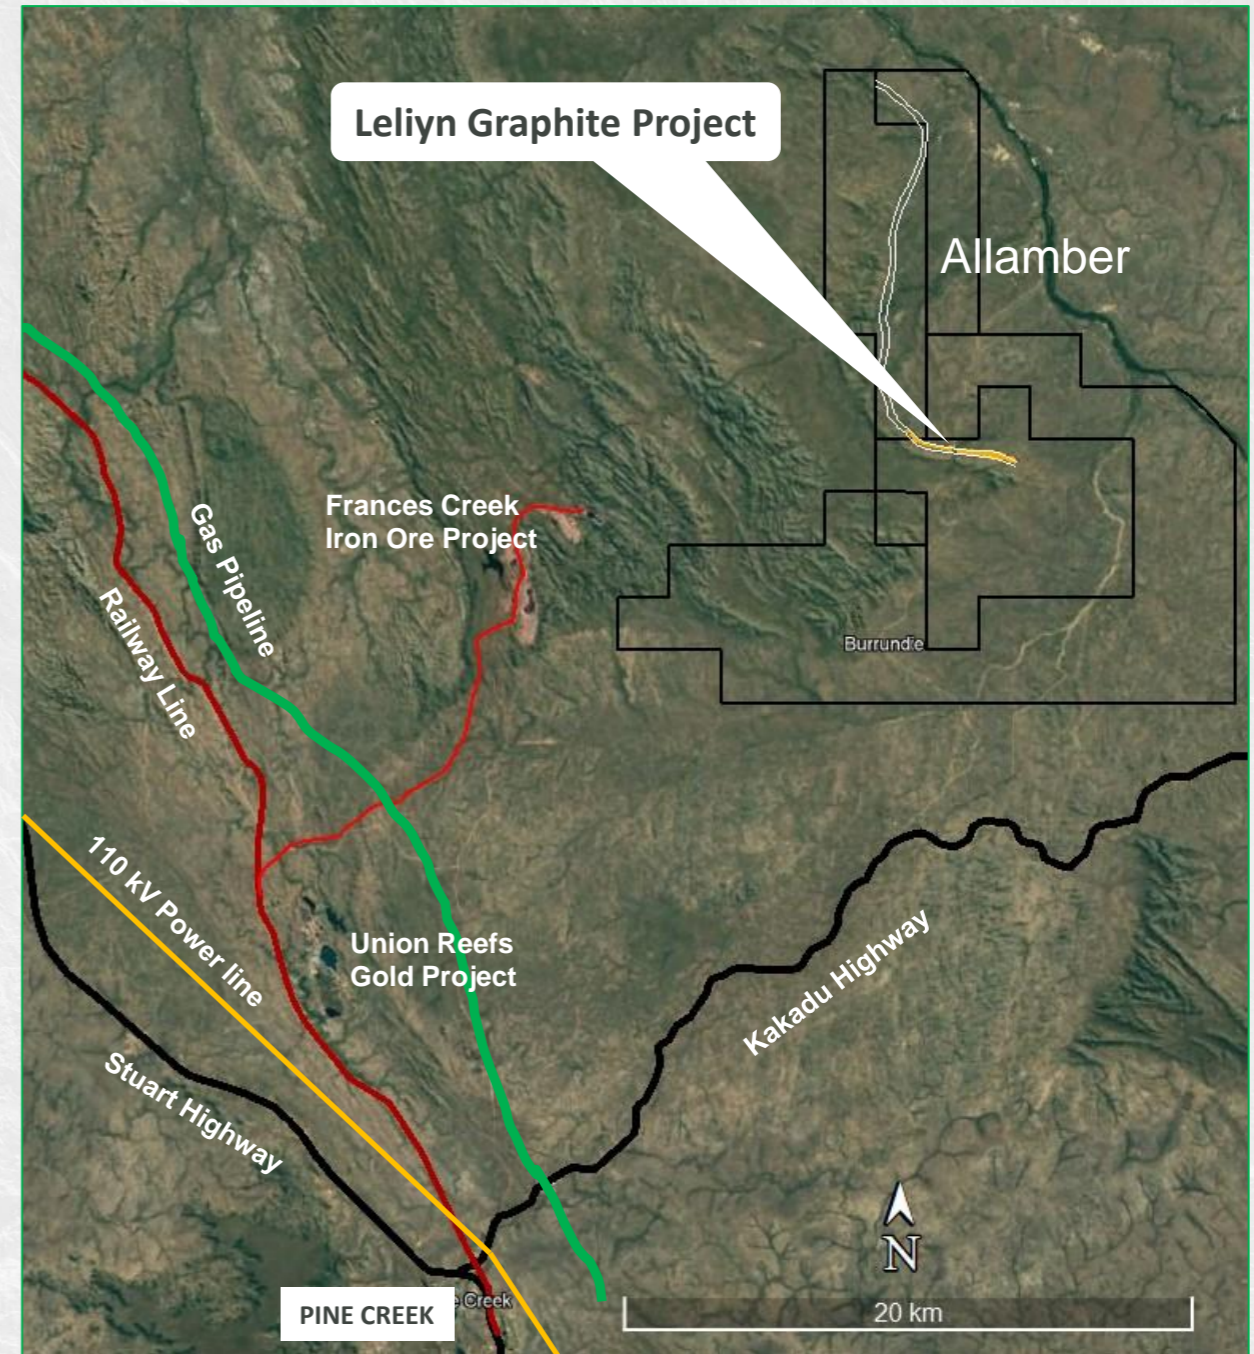 Leliyn Graphite Project
Allamber
Frances Creek
Iron Ore Project
Gas Pipeline
Railway Line
Burrundie
110 kV Power line
Union Reefs
Gold Project
Kakadu Highway
Stuart Highway
N
PINE CREEK
Creek
20 km